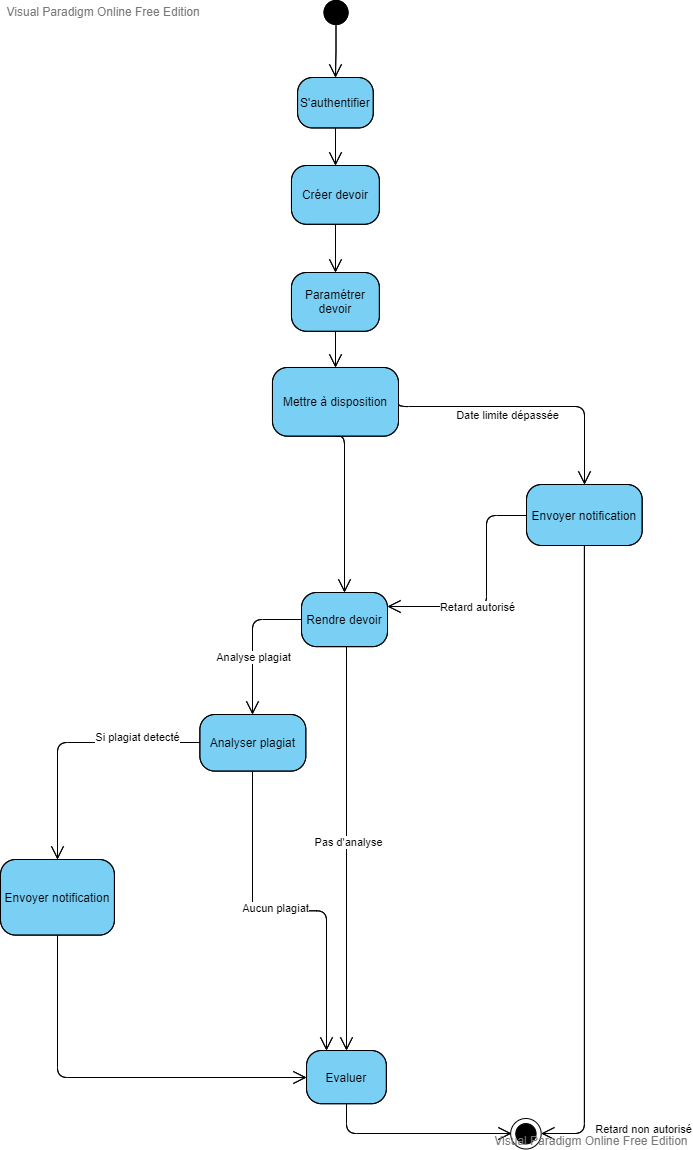 Visual Paradigm Online Free Edition
S'authentifier
Créer devoir
Paramétrer
devoir
Mettre à disposition
Date limite dépassée
Envoyer notification
Retard autorisé
Rendre devoir
Analyse plagiat
Si plagiat detecté
Analyser plagiat
Pas d'analyse
Envoyer notification
Aucun plagiat
Evaluer
Retard non autorisé
Visual Paradigm Online Free Edition